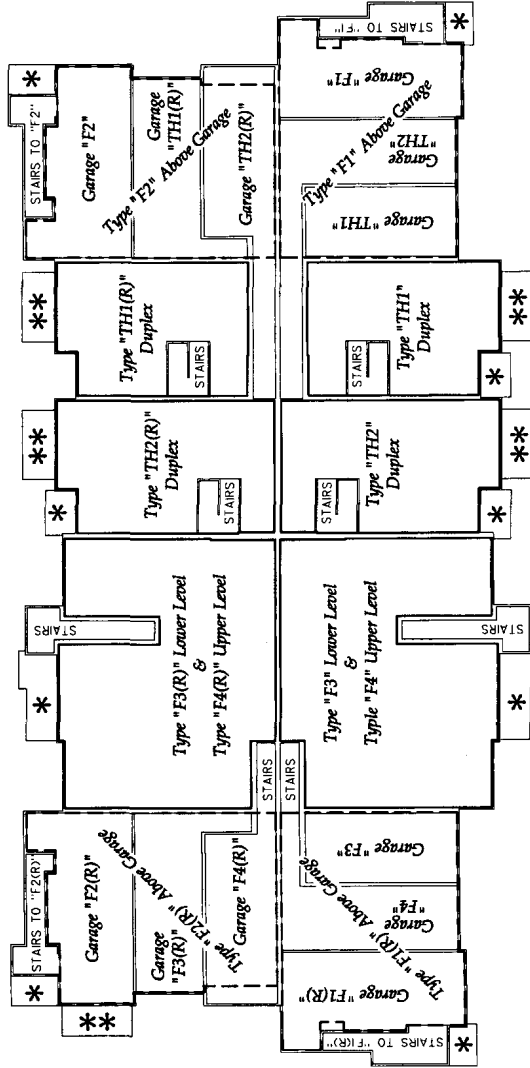 STAIRS TO "F1"
*
*
STAIRS TO "F2"
Garage "F2"
Garage
"TH1(R)"
Type "F2" Above Garage
Garage "TH2(R)"
Garage "F1"
Type "F1" Above Garage
Garage
"TH2"
Garage "TH1"
**
Type "TH1(R)"
Duplex
STAIRS
Type "TH1"
Duplex
STAIRS
**
*
**
*
Type "TH2(R)"
Duplex
STAIRS
Type "TH2"
Duplex
STAIRS
**
*
STAIRS
*
Type "F3(R)" Lower Level
&
Type "F4(R)" Upper Level
Type "F3" Lower Level
&
Typle "F4" Upper Level
STAIRS
*
STAIRS
STAIRS
STAIRS TO "F2(R)"
*
**
Garage "F2(R)"
Garage
"F3(R)"
Type "F2(R)" Above Garage
Garage "F4(R)"
Garage "F3"
Garage
"F4"
Type "F1(R)" Above Garage
Garage "F1(R)"
STAIRS TO "F1(R)"
*